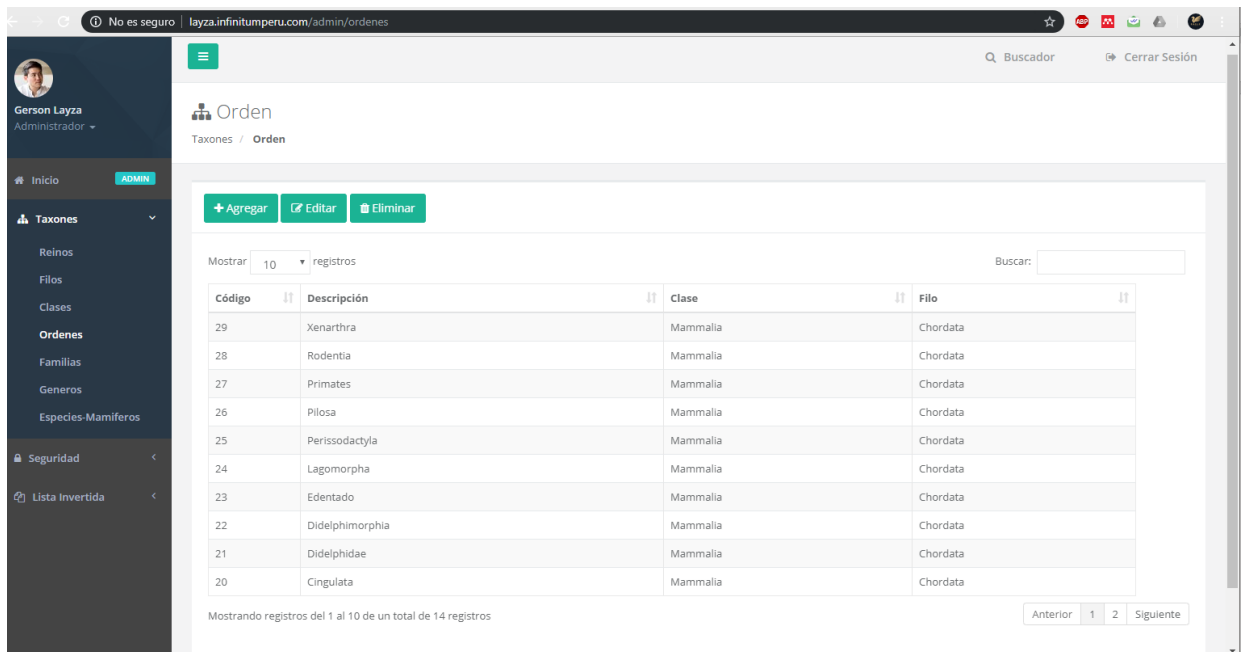 No es seguro | layza.infinitumperu.com/admin/ordenes
ABP
Gerson Layza
Administrador
Inicio ADMIN
Taxones
Reinos
Filos
Clases
Ordenes
Familias
Generos
Especies-Mamiferos
Seguridad
Lista Invertida
Buscador Cerrar Sesión
Orden
Taxones / Orden
Agregar Editar Eliminar
Mostrar 10 registros Buscar:
Código Descripción Clase Filo
29 Xenarthra Mammalia Chordata
28 Rodentia Mammalia Chordata
27 Primates Mammalia Chordata
26 Pilosa Mammalia Chordata
25 Perissodactyla Mammalia Chordata
24 Lagomorpha Mammalia Chordata
23 Edentado Mammalia Chordata
22 Didelphimorphia Mammalia Chordata
21 Didelphidae Mammalia Chordata
20 Cingulata Mammalia Chordata
Mostrando registros del 1 al 10 de un total de 14 registros
Anterior 1 2 Siguiente